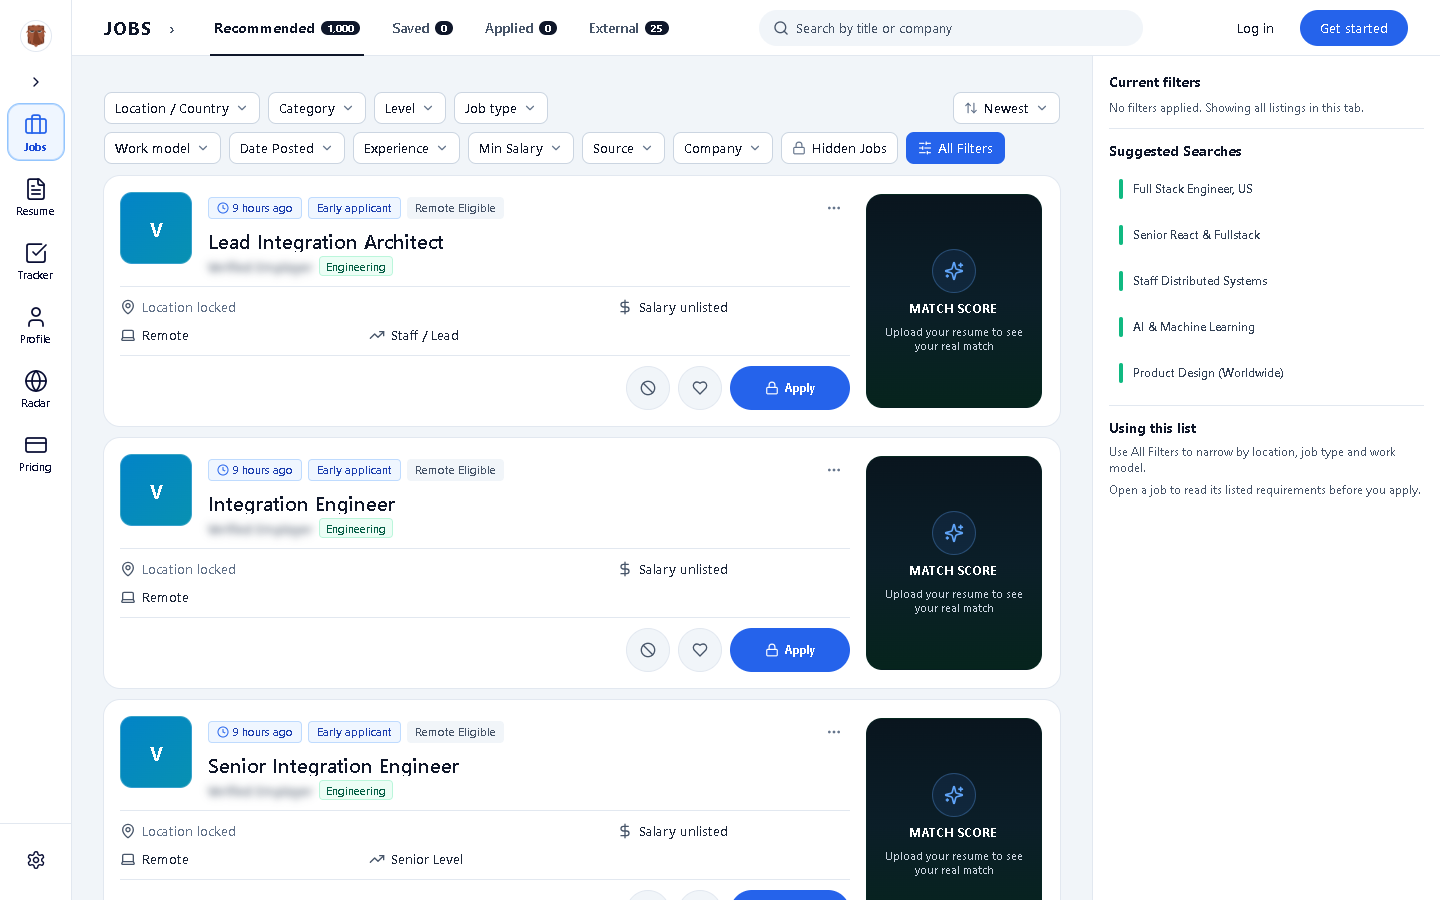 JOBS
Recommended 1,000
Saved 0
Applied 0
External 25
Search by title or company
Log in
Get started
Jobs
Resume
Tracker
Profile
Radar
Pricing
Location / Country
Category
Level
Job type
Newest
Work model
Date Posted
Experience
Min Salary
Source
Company
Hidden Jobs
All Filters
V
9 hours ago
Early applicant
Remote Eligible
Lead Integration Architect
Engineering
Location locked
Salary unlisted
Remote
Staff / Lead
Apply
MATCH SCORE
Upload your resume to see
your real match
V
9 hours ago
Early applicant
Remote Eligible
Integration Engineer
Engineering
Location locked
Salary unlisted
Remote
Apply
MATCH SCORE
Upload your resume to see
your real match
V
9 hours ago
Early applicant
Remote Eligible
Senior Integration Engineer
Engineering
Location locked
Salary unlisted
Remote
Senior Level
MATCH SCORE
Upload your resume to see
your real match
Current filters
No filters applied. Showing all listings in this tab.
Suggested Searches
Full Stack Engineer, US
Senior React & Fullstack
Staff Distributed Systems
AI & Machine Learning
Product Design (Worldwide)
Using this list
Use All Filters to narrow by location, job type and work
model.
Open a job to read its listed requirements before you apply.